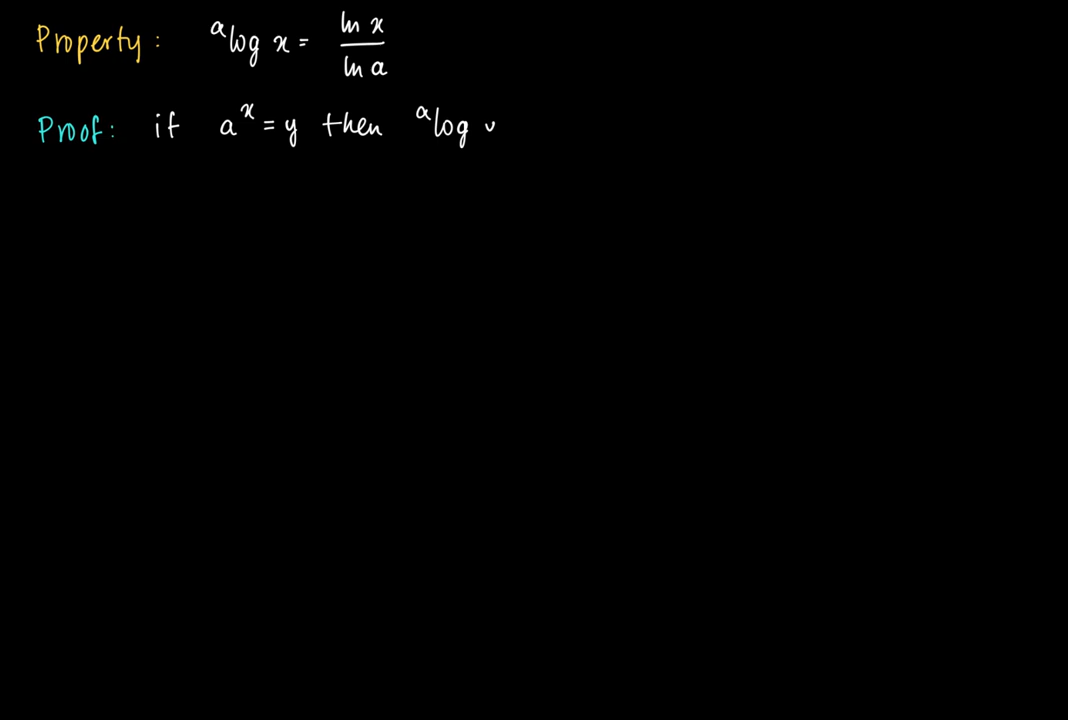 Property: ᵃlog x = ln x / ln a
Proof: if aˣ = y then ᵃlog